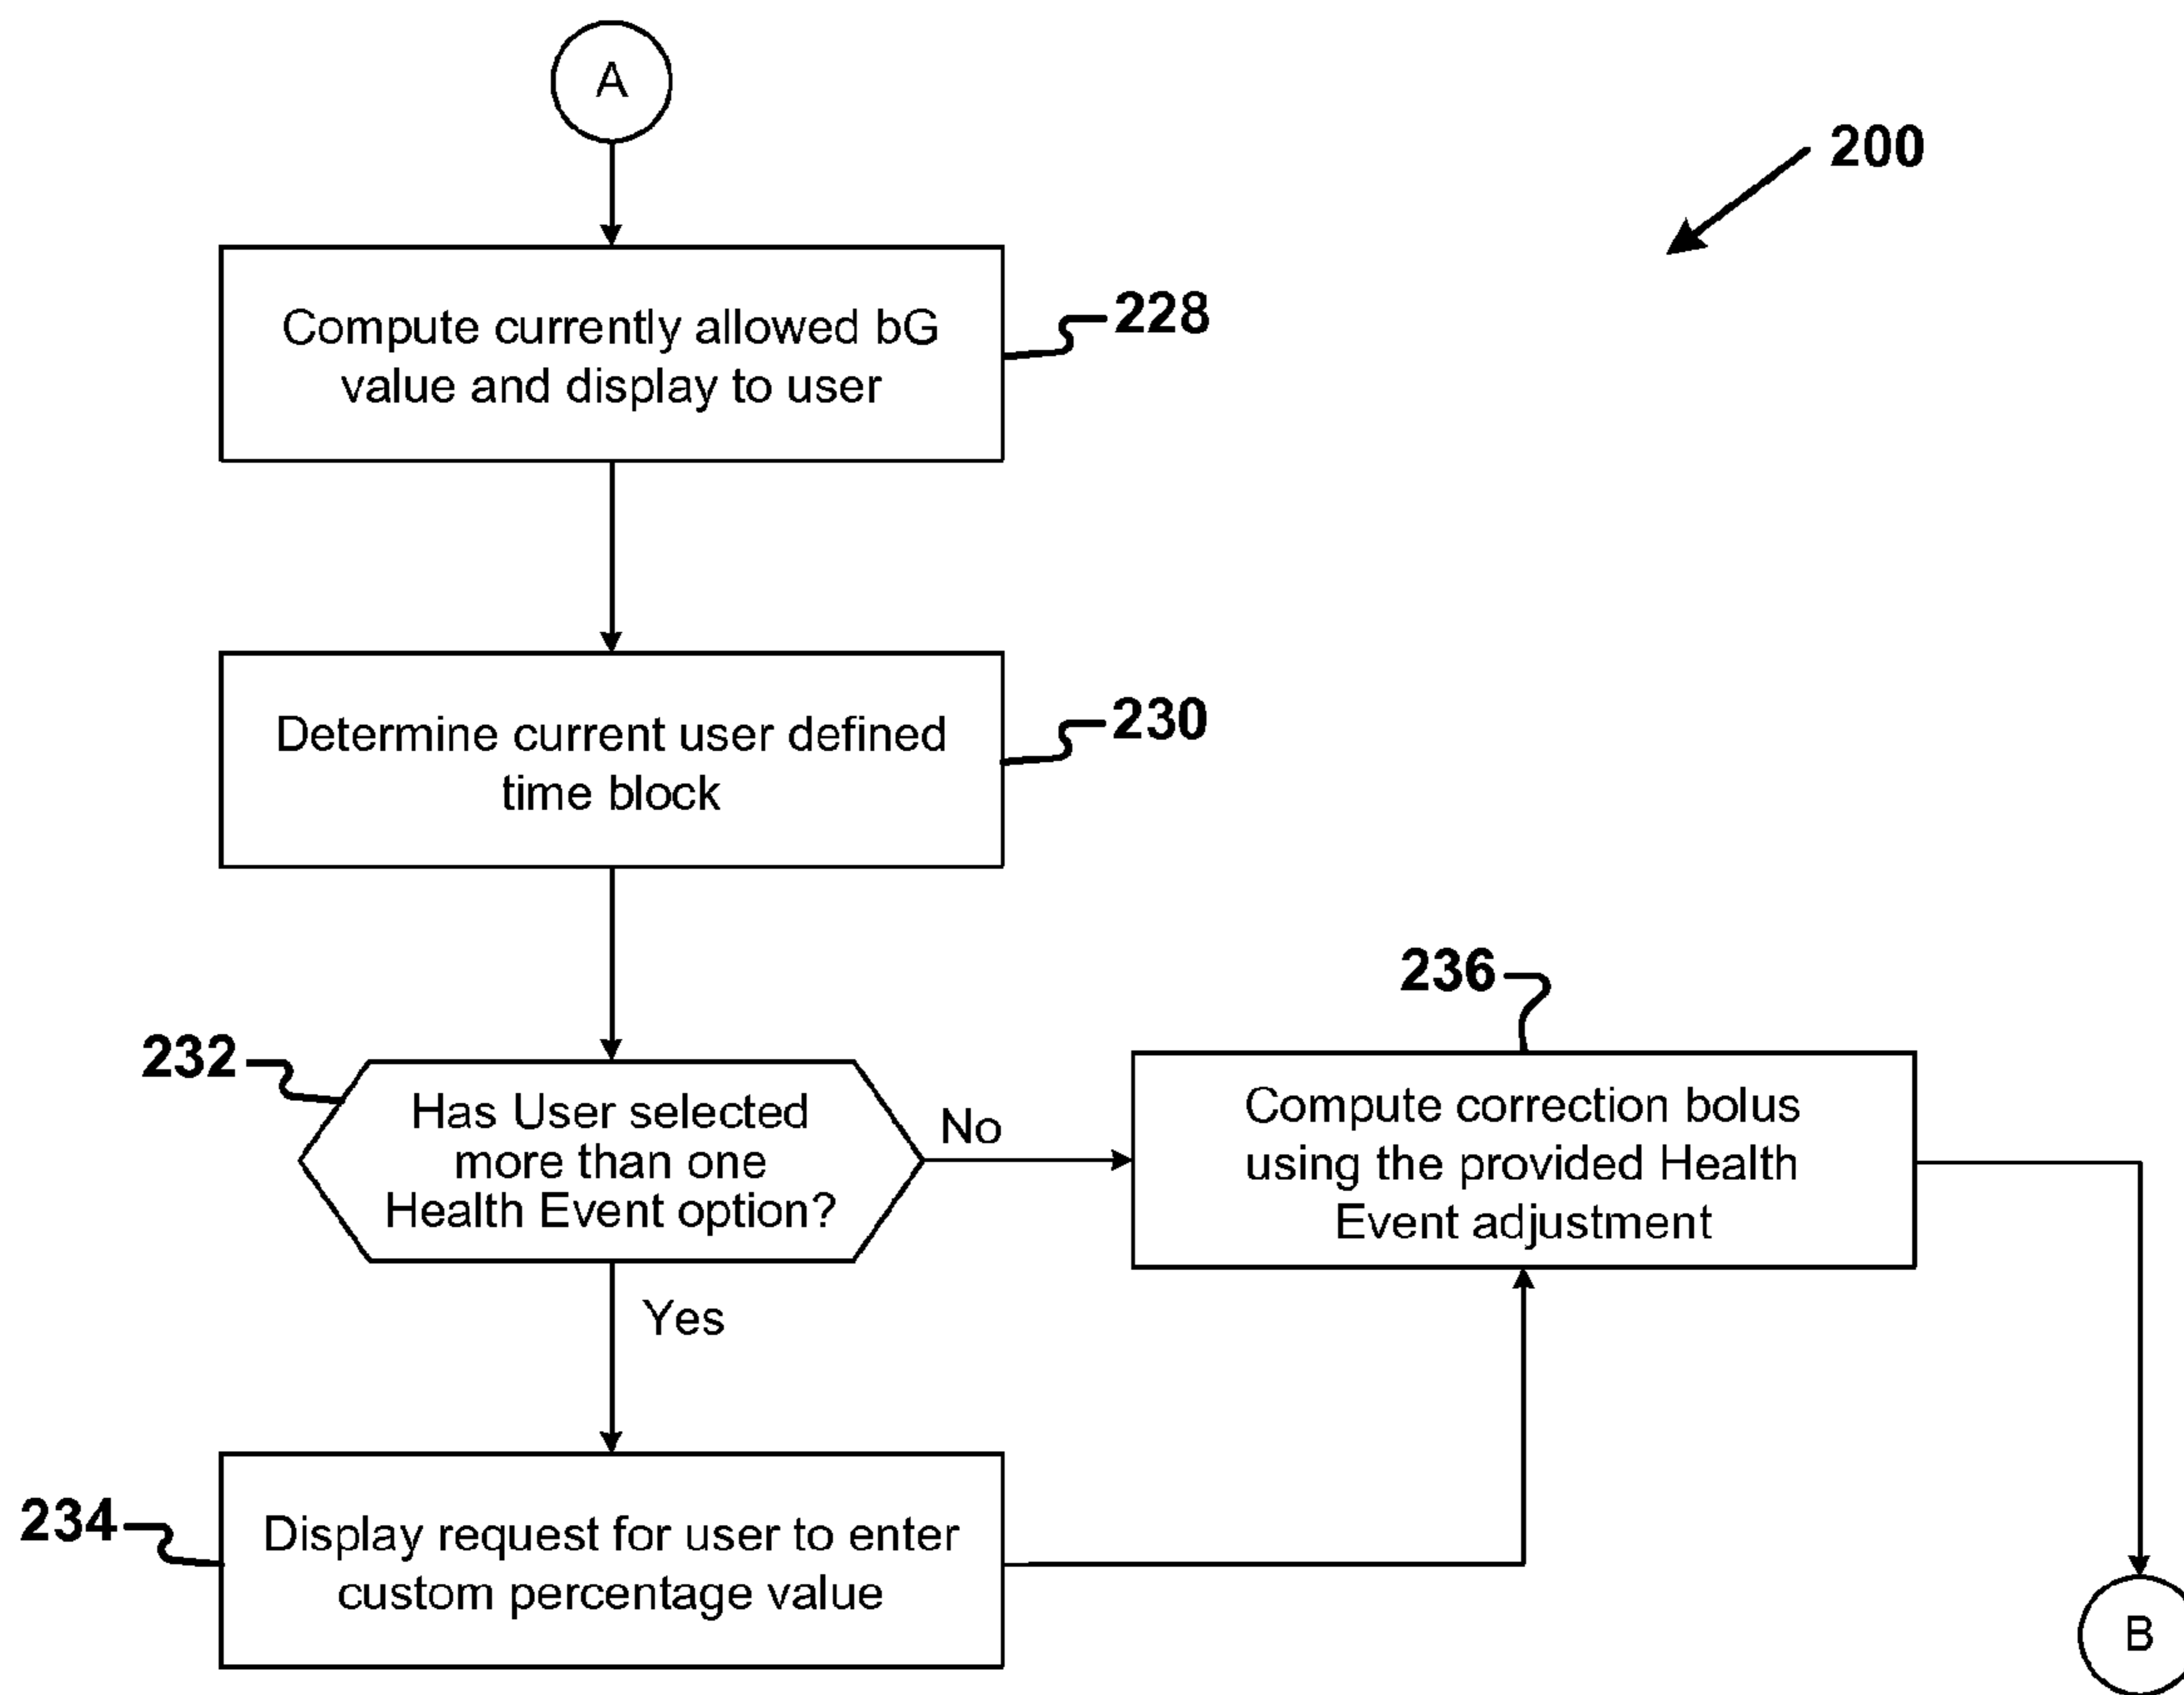 A
200
Compute currently allowed bG
value and display to user
228
Determine current user defined
time block
230
232
Has User selected
more than one
Health Event option?
No
236
Compute correction bolus
using the provided Health
Event adjustment
Yes
234
Display request for user to enter
custom percentage value
B